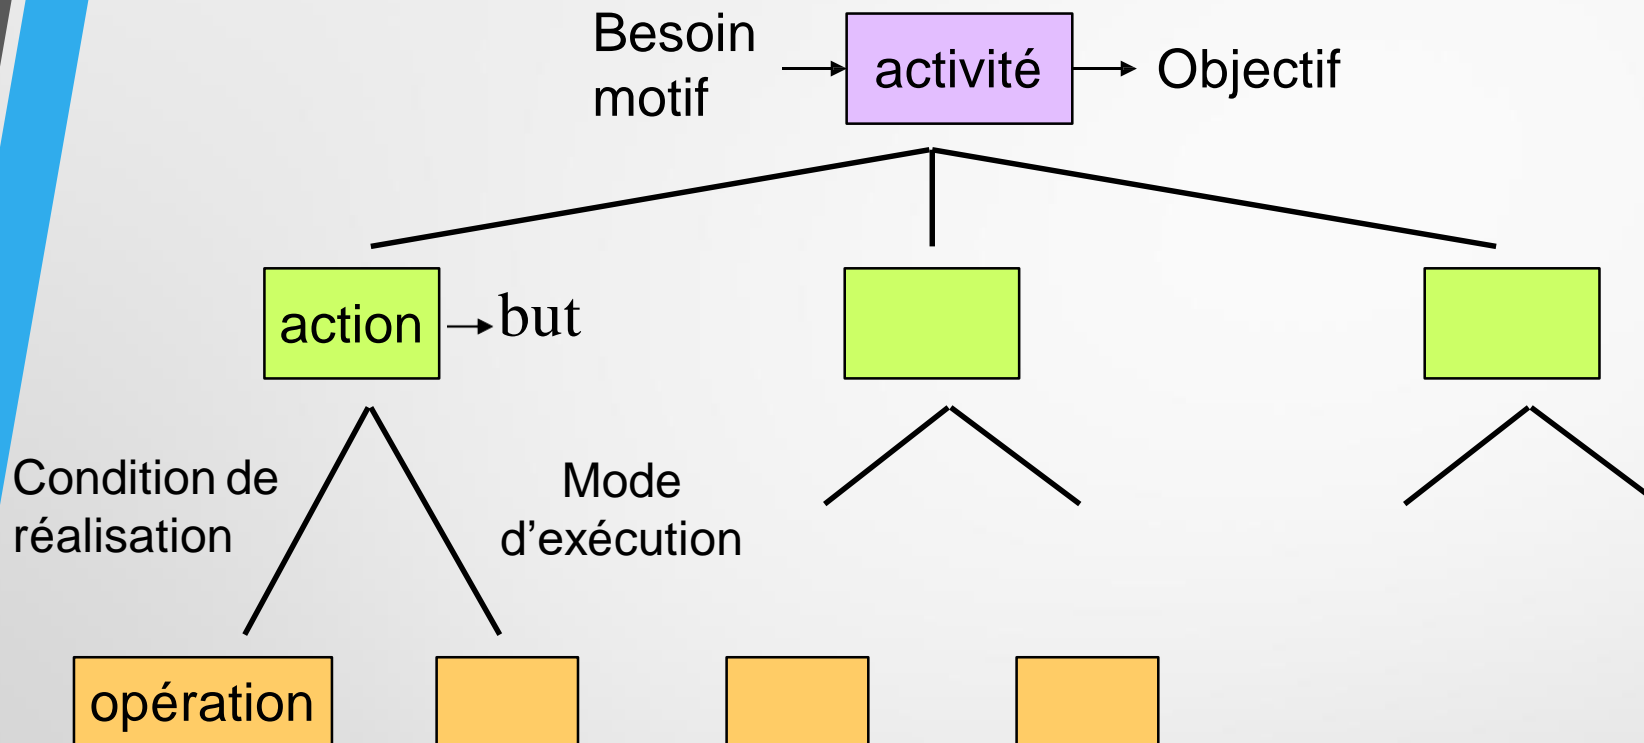 Besoin
motif
activité
Objectif
action
but
Condition de
réalisation
Mode
d’exécution
opération